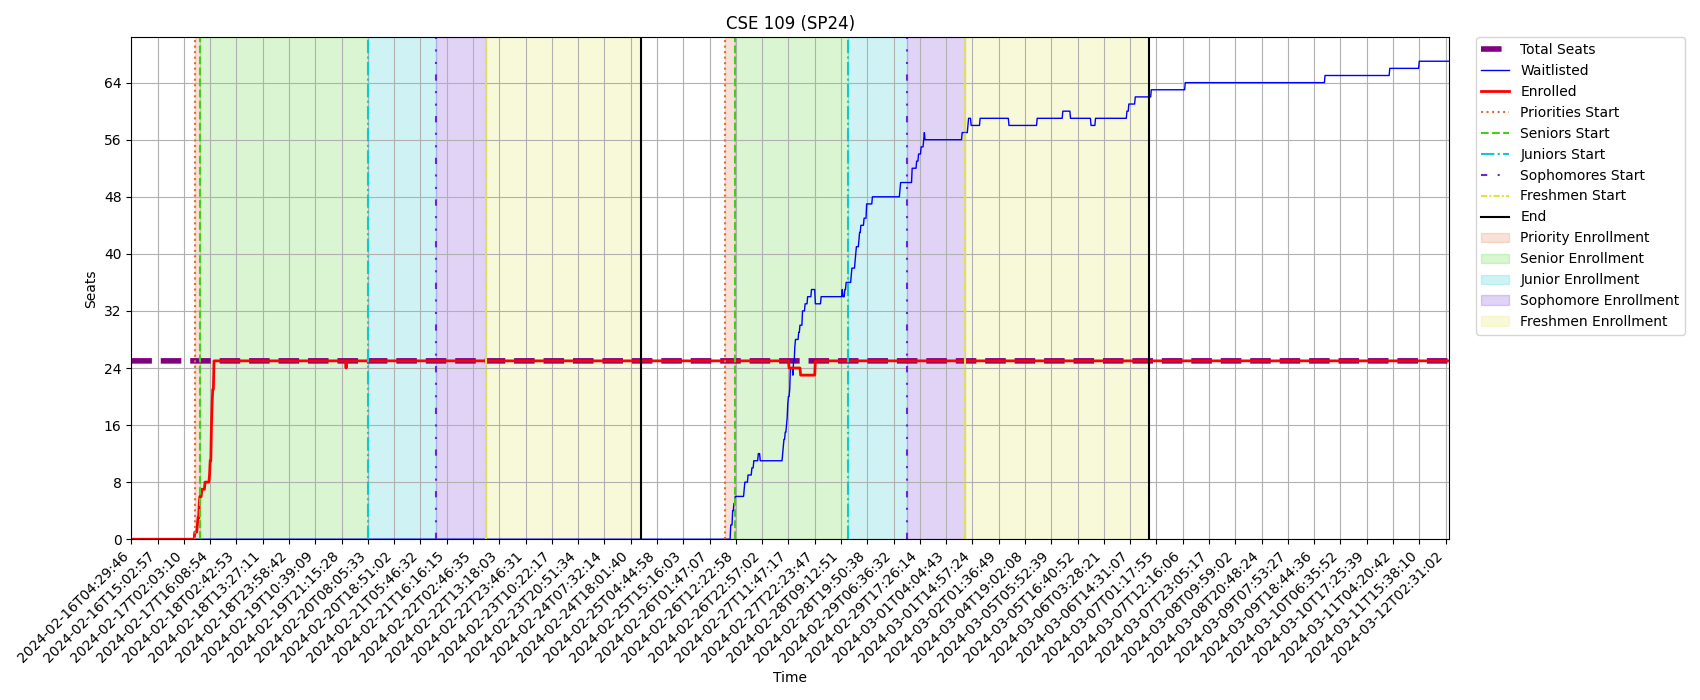 CSE 109 (SP24)
Seats
64
56
48
40
32
24
16
8
0
2024-02-16T04:29:46
2024-02-16T15:02:57
2024-02-17T02:03:10
2024-02-17T16:08:54
2024-02-18T02:42:53
2024-02-18T13:27:11
2024-02-18T23:58:42
2024-02-19T10:39:09
2024-02-19T21:15:28
2024-02-20T08:05:33
2024-02-20T18:51:02
2024-02-21T05:46:32
2024-02-21T16:16:15
2024-02-22T02:46:35
2024-02-22T13:18:03
2024-02-22T23:46:31
2024-02-23T10:22:17
2024-02-23T20:51:34
2024-02-24T07:32:14
2024-02-24T18:01:40
2024-02-25T04:44:58
2024-02-25T15:16:03
2024-02-26T01:47:07
2024-02-26T12:22:58
2024-02-26T22:57:02
2024-02-27T11:47:17
2024-02-27T22:23:47
2024-02-28T09:12:51
2024-02-28T19:50:38
2024-02-29T06:36:32
2024-02-29T17:26:14
2024-03-01T04:04:43
2024-03-01T14:57:24
2024-03-02T01:36:49
2024-03-04T19:02:08
2024-03-05T05:52:39
2024-03-05T16:40:52
2024-03-06T03:28:21
2024-03-06T14:31:07
2024-03-07T01:17:55
2024-03-07T12:16:06
2024-03-07T23:05:17
2024-03-08T09:59:02
2024-03-08T20:48:24
2024-03-09T07:53:27
2024-03-09T18:44:36
2024-03-10T06:35:52
2024-03-10T17:25:39
2024-03-11T04:20:42
2024-03-11T15:38:10
2024-03-12T02:31:02
Time
Total Seats
Waitlisted
Enrolled
Priorities Start
Seniors Start
Juniors Start
Sophomores Start
Freshmen Start
End
Priority Enrollment
Senior Enrollment
Junior Enrollment
Sophomore Enrollment
Freshmen Enrollment